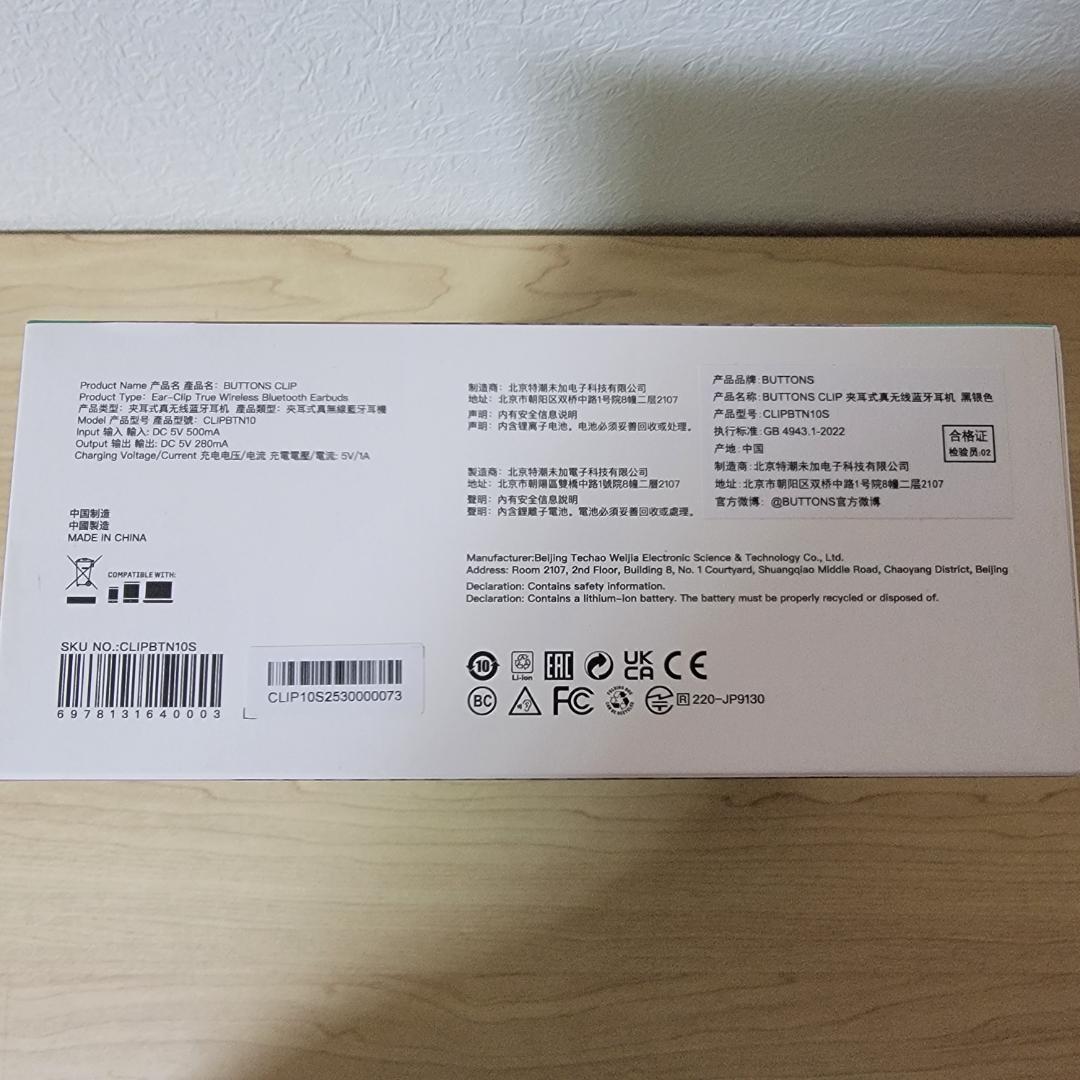 Product Name 产品名 產品名：BUTTONS CLIP
Product Type：Ear-Clip True Wireless Bluetooth Earbuds
产品类型：夹耳式真无线蓝牙耳机 產品類型：夾耳式真無線藍牙耳機
Model 产品型号 產品型號：CLIPBTN10
Input 输入 輸入：DC 5V 500mA
Output 输出 輸出：DC 5V 280mA
Charging Voltage/Current 充电电压/电流 充電電壓/電流：5V/1A
中国制造
中國製造
MADE IN CHINA
COMPATIBLE WITH:
SKU NO.:CLIPBTN10S
6978131640003
CLIP10S2530000073
制造商：北京特潮未加电子科技有限公司
地址：北京市朝阳区双桥中路1号院8幢二层2107
声明：内有安全信息说明
声明：内含锂离子电池。电池必须妥善回收或处理。
製造商：北京特潮未加電子科技有限公司
地址：北京市朝陽區雙橋中路1號院8幢二層2107
聲明：內有安全信息說明
聲明：內含鋰離子電池。電池必須妥善回收或處理。
产品品牌:BUTTONS
产品名称:BUTTONS CLIP 夹耳式真无线蓝牙耳机 黑银色
产品型号:CLIPBTN10S
执行标准:GB 4943.1-2022
产地:中国
制造商:北京特潮未加电子科技有限公司
地址:北京市朝阳区双桥中路1号院8幢二层2107
官方微博：@BUTTONS官方微博
合格证
检验员:02
Manufacturer:Beijing Techao Weijia Electronic Science & Technology Co., Ltd.
Address: Room 2107, 2nd Floor, Building 8, No. 1 Courtyard, Shuangqiao Middle Road, Chaoyang District, Beijing
Declaration: Contains safety information.
Declaration: Contains a lithium-ion battery. The battery must be properly recycled or disposed of.
10 Li-ion EAC UKCA CE
BC FC R 220-JP9130